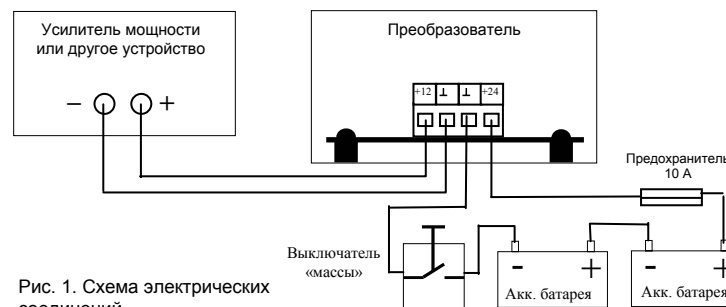 Усилитель мощности
или другое устройство
Преобразователь
– +
+12 ⊥ ⊥ +24
Предохранитель
10 А
Выключатель
«массы»
- +
Акк. батарея
- +
Акк. батарея
Рис. 1. Схема электрических
соединений